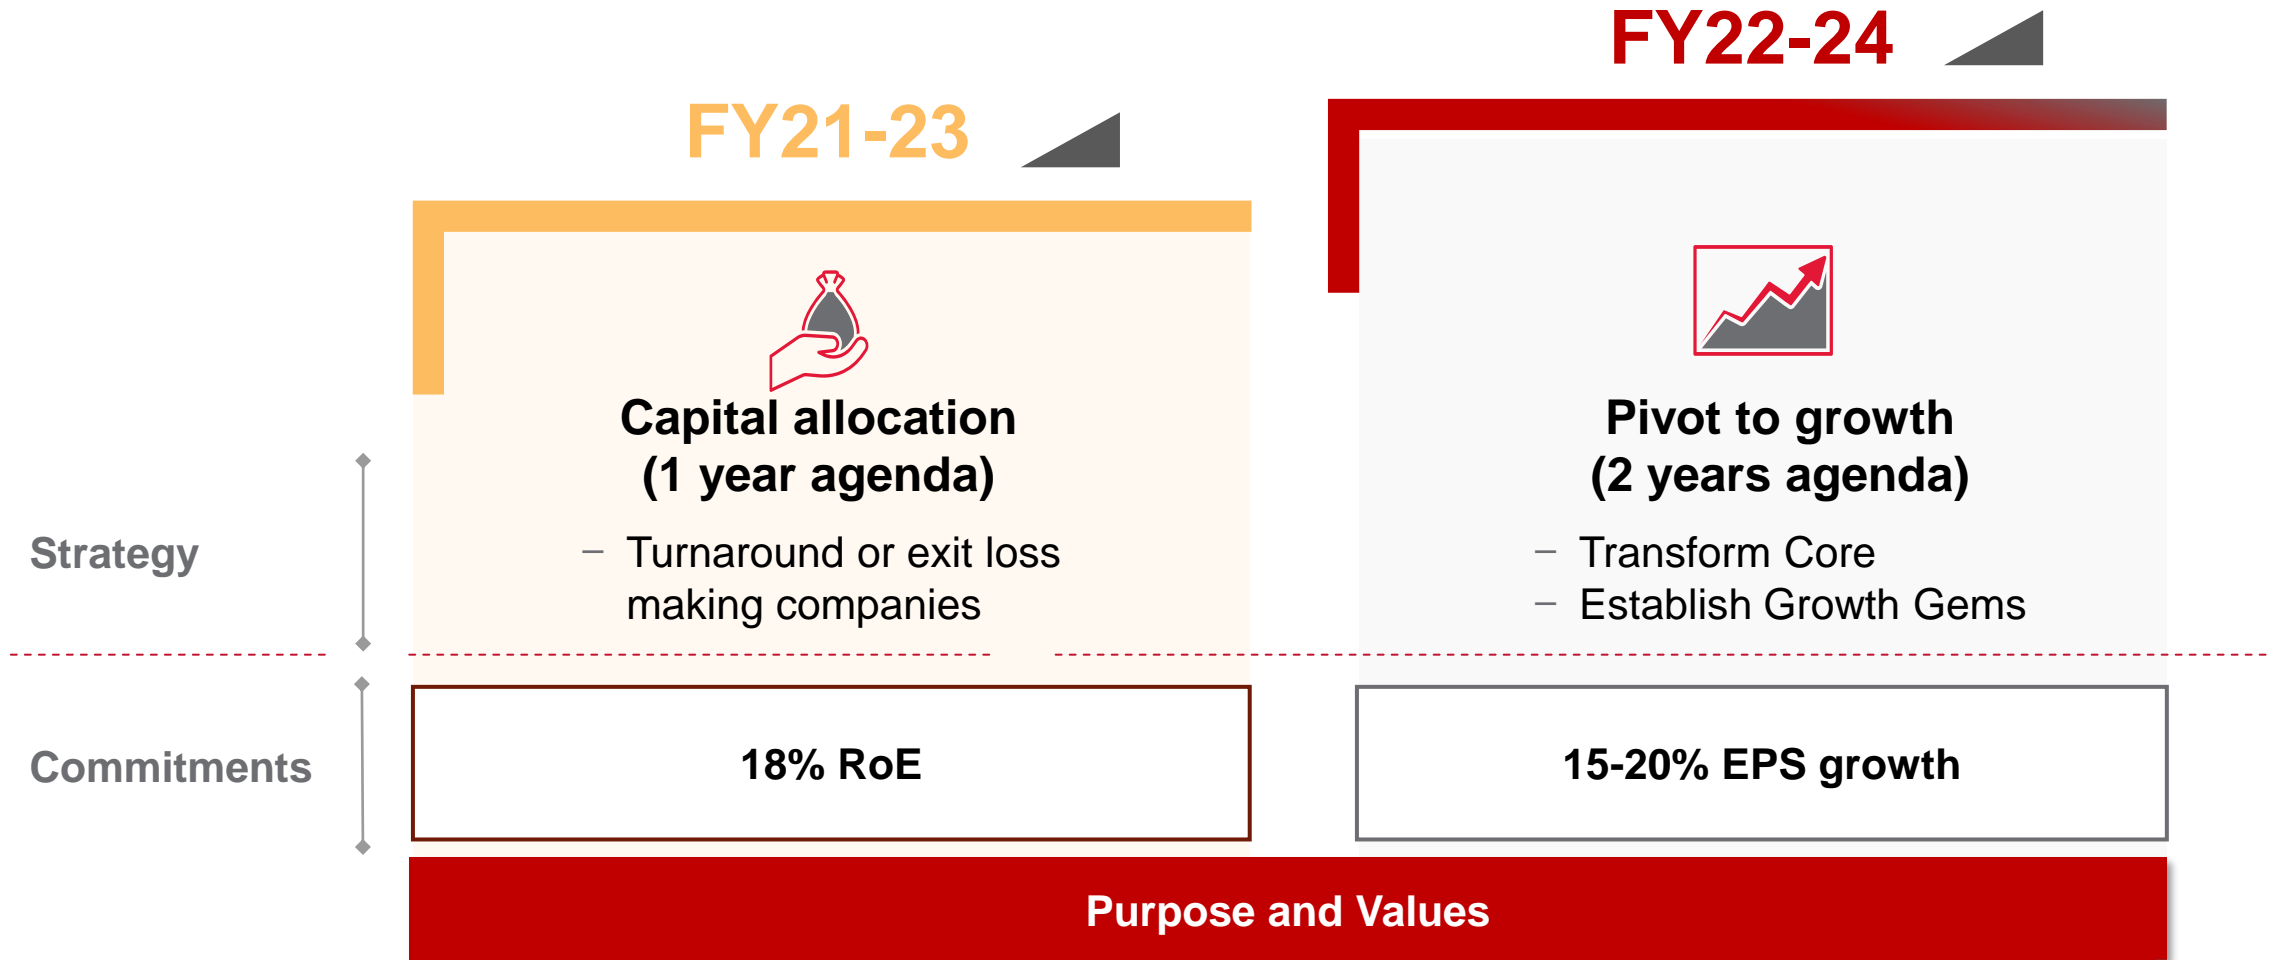 FY22-24
FY21-23
Capital allocation
(1 year agenda)
Pivot to growth
(2 years agenda)
Strategy
– Turnaround or exit loss
making companies
– Transform Core
– Establish Growth Gems
Commitments
18% RoE
15-20% EPS growth
Purpose and Values